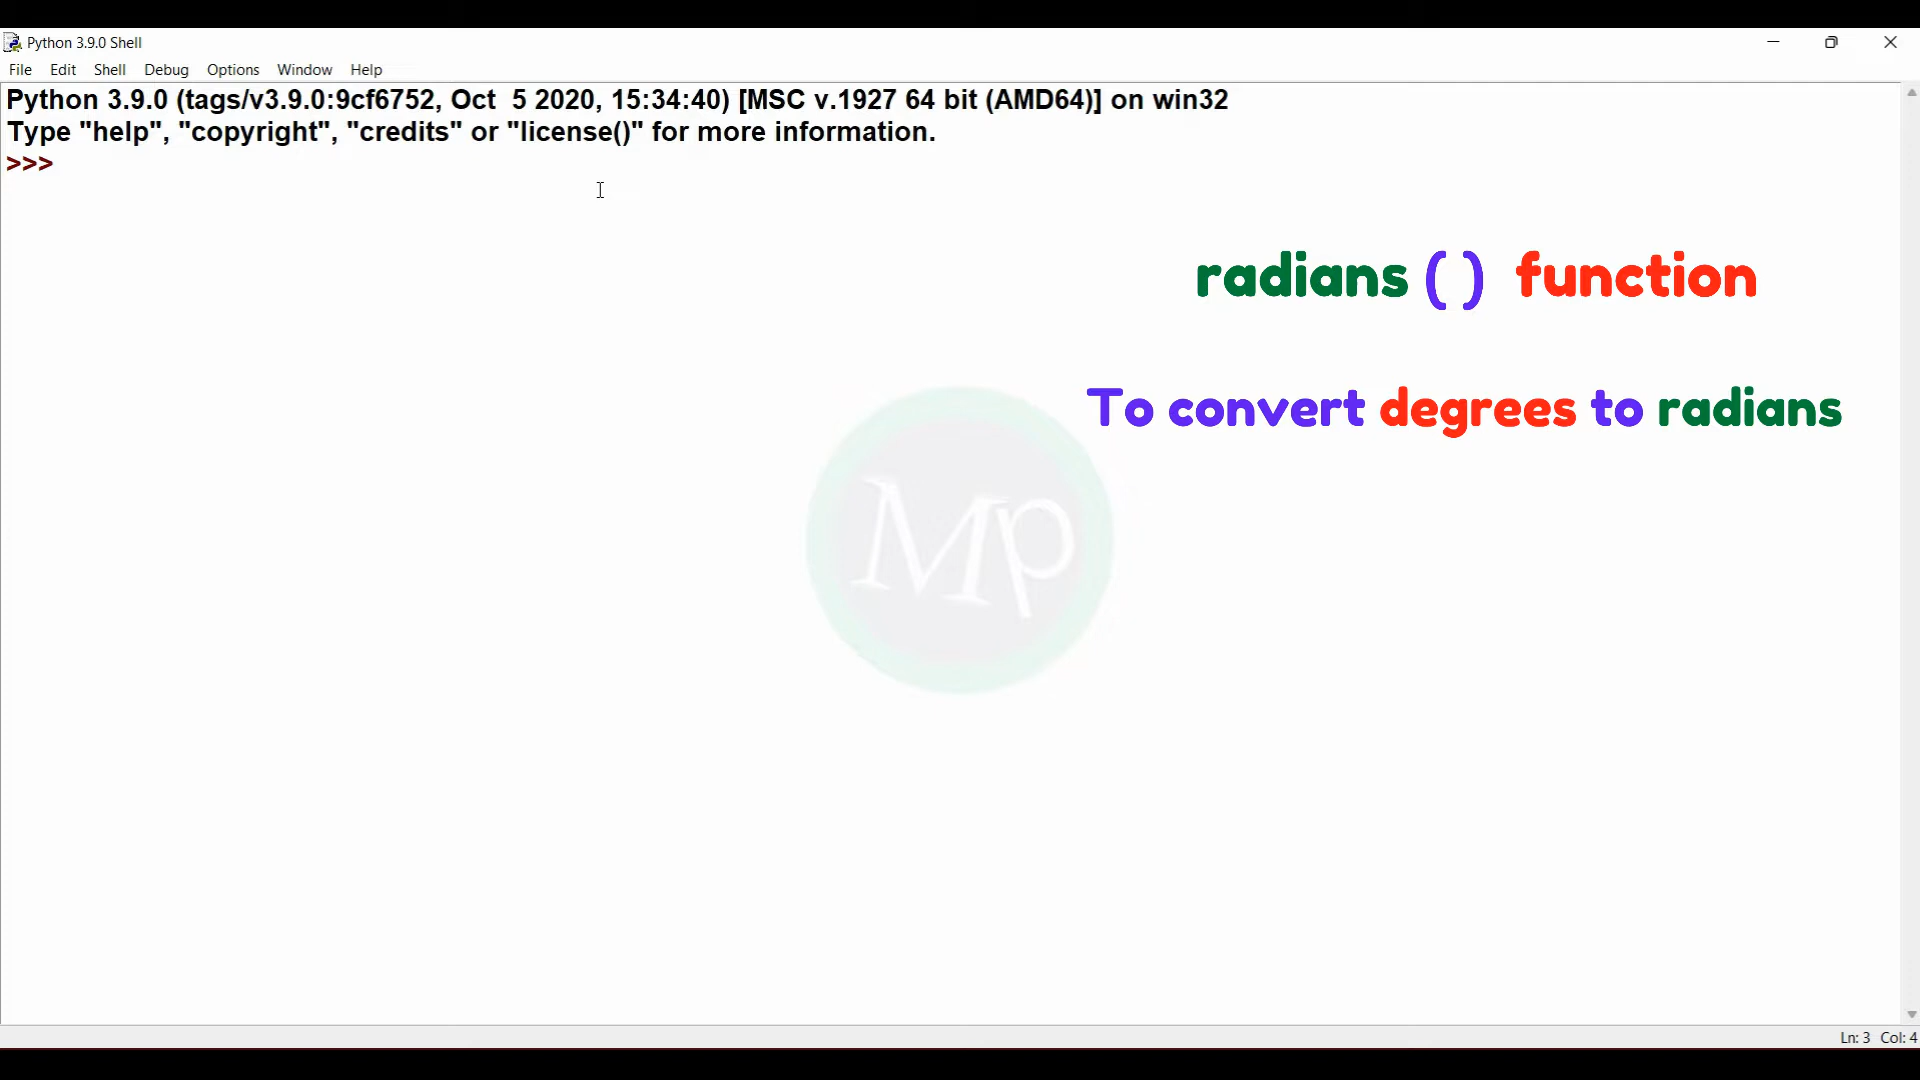 Python 3.9.0 Shell
File Edit Shell Debug Options Window Help
Python 3.9.0 (tags/v3.9.0:9cf6752, Oct  5 2020, 15:34:40) [MSC v.1927 64 bit (AMD64)] on win32
Type "help", "copyright", "credits" or "license()" for more information.
>>>
radians ( ) function
To convert degrees to radians
Mp
Ln: 3 Col: 4